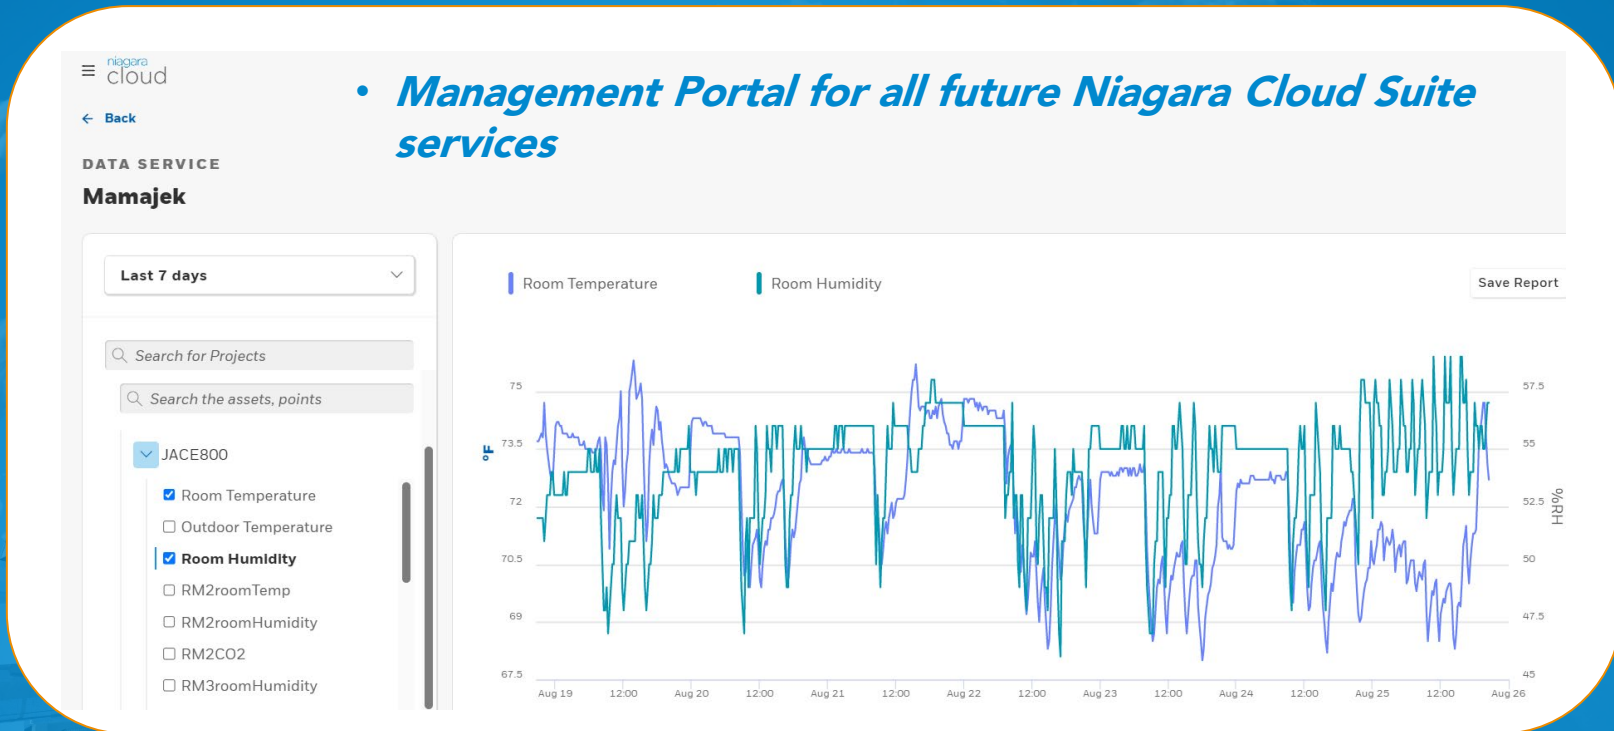 niagara
cloud
• Management Portal for all future Niagara Cloud Suite
services
← Back
DATA SERVICE
Mamajek
Last 7 days
Search for Projects
Search the assets, points
JACE800
Room Temperature
Outdoor Temperature
Room Humidity
RM2roomTemp
RM2roomHumidity
RM2CO2
RM3roomHumidity
Room Temperature Room Humidity
Save Report
°F
75
73.5
72
70.5
69
67.5
57.5
55
52.5
50
47.5
45
%RH
Aug 19 12:00 Aug 20 12:00 Aug 21 12:00 Aug 22 12:00 Aug 23 12:00 Aug 24 12:00 Aug 25 12:00 Aug 26